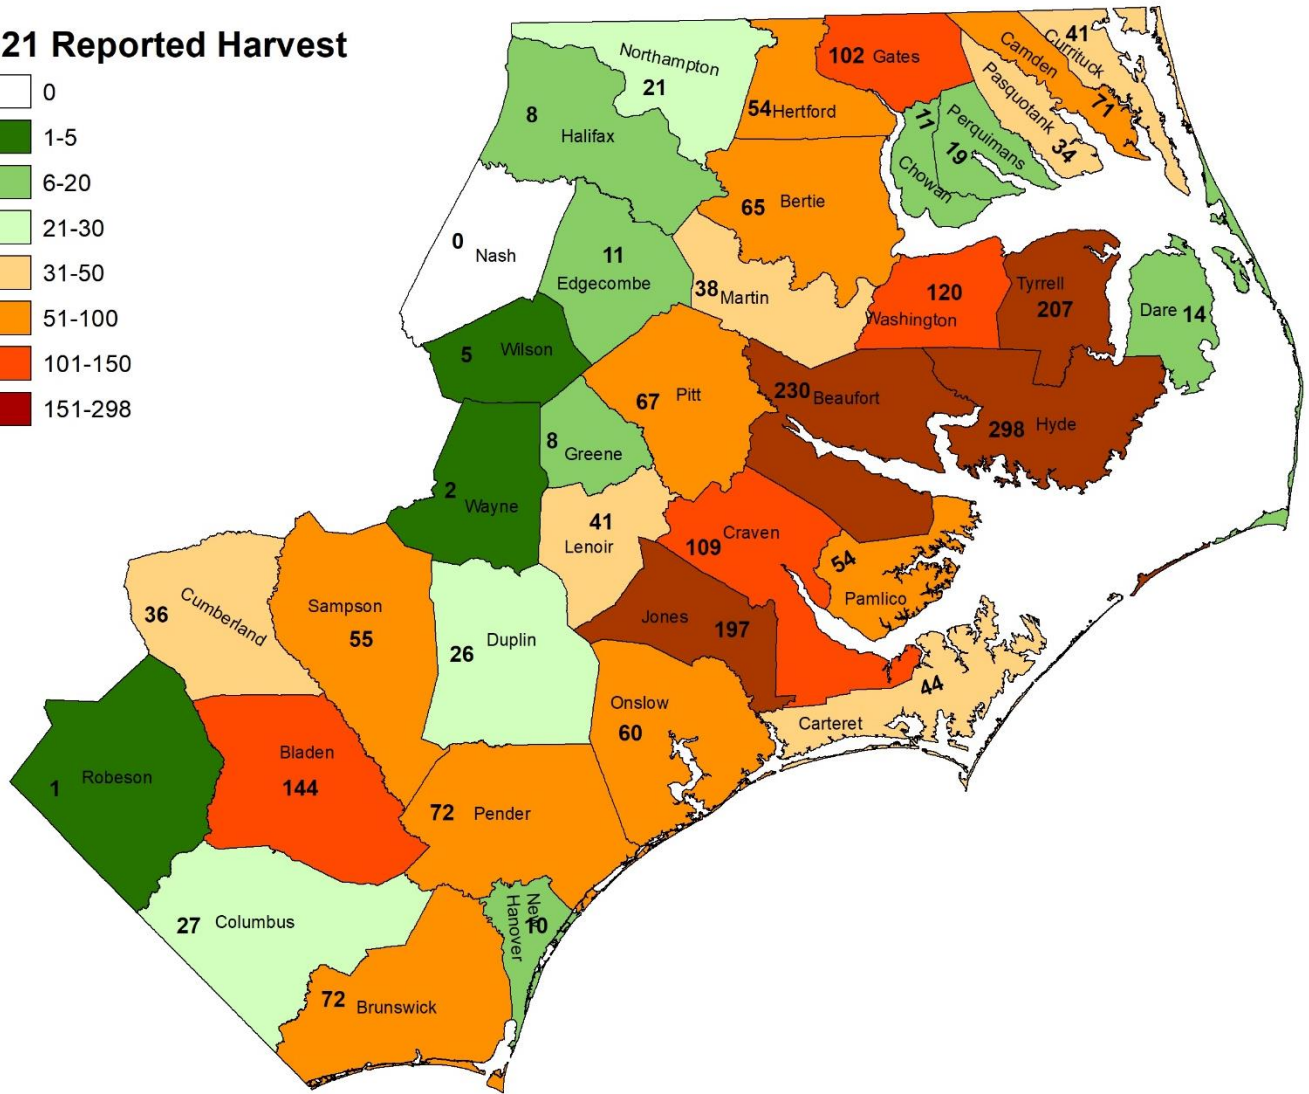 21 Reported Harvest
0
1-5
6-20
21-30
31-50
51-100
101-150
151-298
Northampton
21
8
Halifax
54 Hertford
102 Gates
41
Currituck
Camden
71
Pasquotank
34
Perquimans
19
11
Chowan
65 Bertie
0
Nash
11
Edgecombe
38 Martin
120
Washington
Tyrrell
207
Dare 14
5 Wilson
67 Pitt
230 Beaufort
298 Hyde
8
Greene
2
Wayne
41
Lenoir
109 Craven
54
Pamlico
36
Cumberland
Sampson
55
26 Duplin
Jones 197
44
Carteret
Onslow
60
1 Robeson
Bladen
144
72 Pender
27 Columbus
New
Hanover
10
72 Brunswick